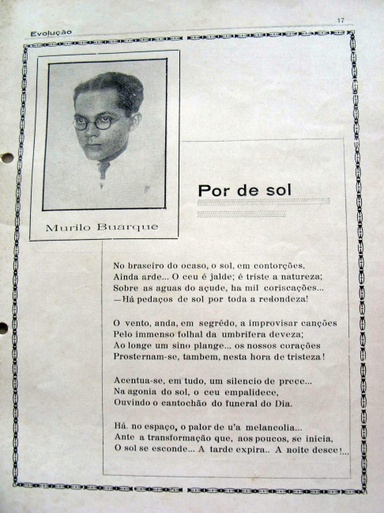 17
Evolução
Murilo Buarque
Por de sol
No braseiro do ocaso, o sol, em contorções,
Ainda arde... O ceu é jalde; é triste a natureza;
Sobre as aguas do açude, ha mil coriscações...
—Há pedaços de sol por toda a redondeza!
O vento, anda, em segrêdo, a improvisar canções
Pelo immenso folhal da umbrifera deveza;
Ao longe um sino plange... os nossos corações
Prosternam-se, tambem, nesta hora de tristeza!
Acentua-se, em tudo, um silencio de prece...
Na agonia do sol, o ceu empalidece,
Ouvindo o cantochão do funeral do Dia.
Há. no espaço, o palor de u'a melancolia...
Ante a transformação que, aos poucos, se inicia,
O sol se esconde... A tarde expira.. A noite desce!...